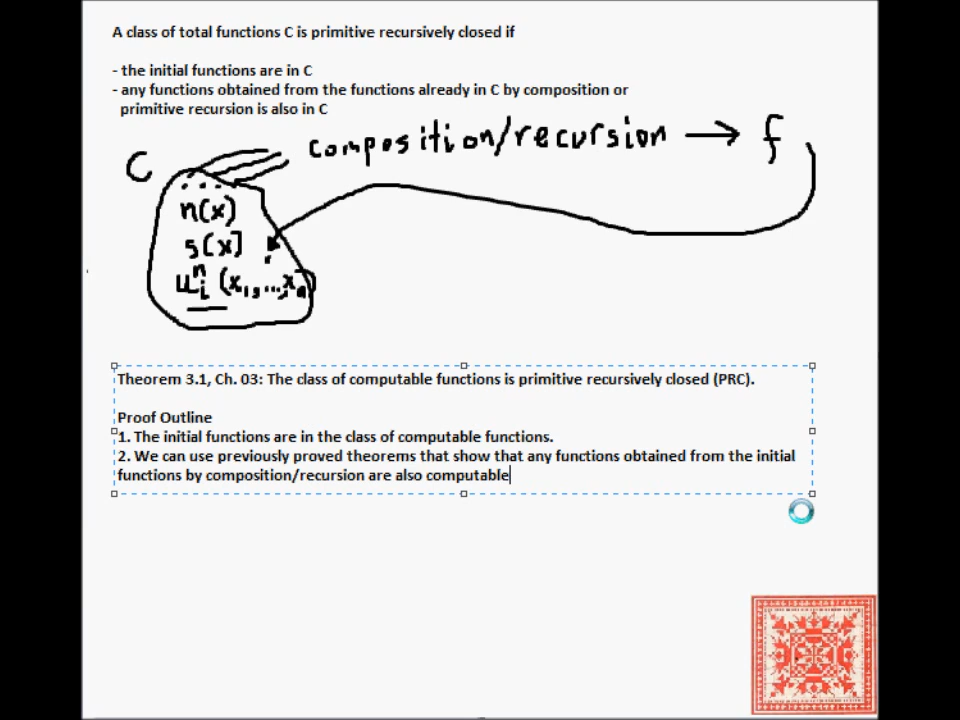 A class of total functions C is primitive recursively closed if
- the initial functions are in C
- any functions obtained from the functions already in C by composition or
primitive recursion is also in C
composition/recursion → f
C
...
n(x)
s(x)
uᵢⁿ (x₁,...,xₙ)
Theorem 3.1, Ch. 03: The class of computable functions is primitive recursively closed (PRC).
Proof Outline
1. The initial functions are in the class of computable functions.
2. We can use previously proved theorems that show that any functions obtained from the initial
functions by composition/recursion are also computable